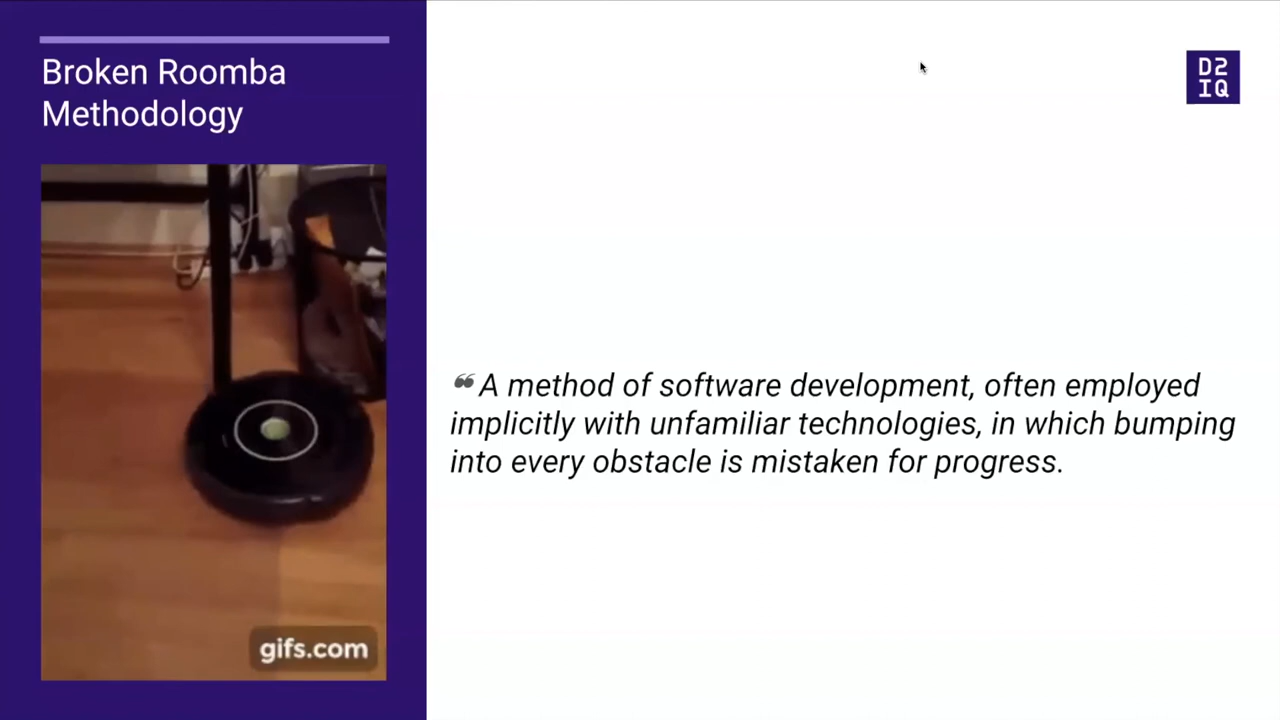 Broken Roomba
Methodology
D2
IQ
❝ A method of software development, often employed
implicitly with unfamiliar technologies, in which bumping
into every obstacle is mistaken for progress.
gifs.com